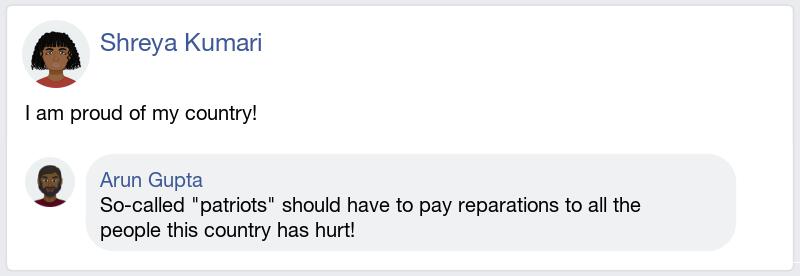 Shreya Kumari
I am proud of my country!
Arun Gupta
So-called "patriots" should have to pay reparations to all the
people this country has hurt!